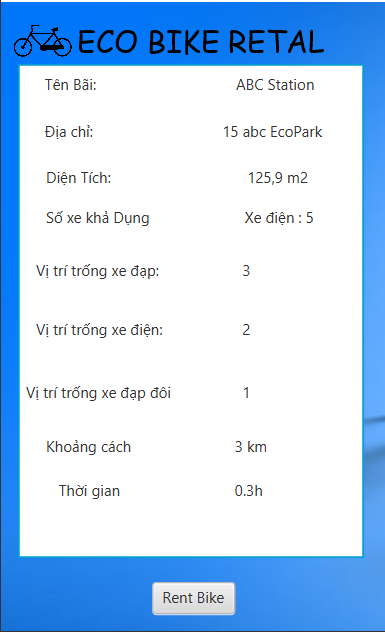 ECO BIKE RETAL
Tên Bãi: ABC Station
Địa chỉ: 15 abc EcoPark
Diện Tích: 125,9 m2
Số xe khả Dụng Xe điện : 5
Vị trí trống xe đạp: 3
Vị trí trống xe điện: 2
Vị trí trống xe đạp đôi 1
Khoảng cách 3 km
Thời gian 0.3h
Rent Bike